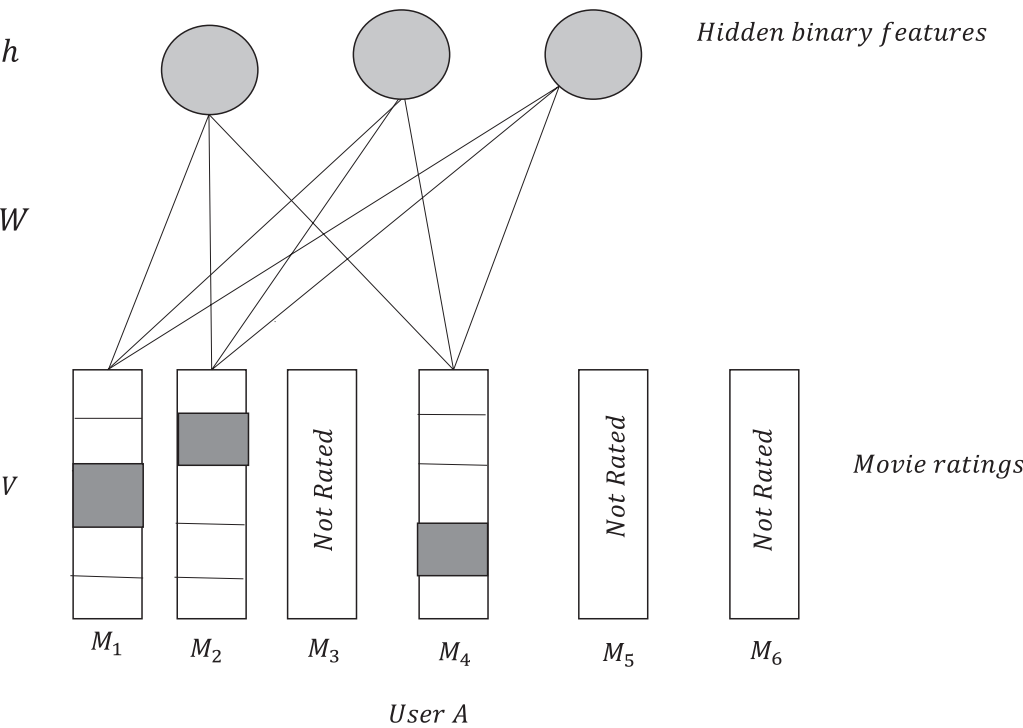 h
Hidden binary features
W
V
Not Rated
Not Rated
Not Rated
Movie ratings
M₁
M₂
M₃
M₄
M₅
M₆
User A